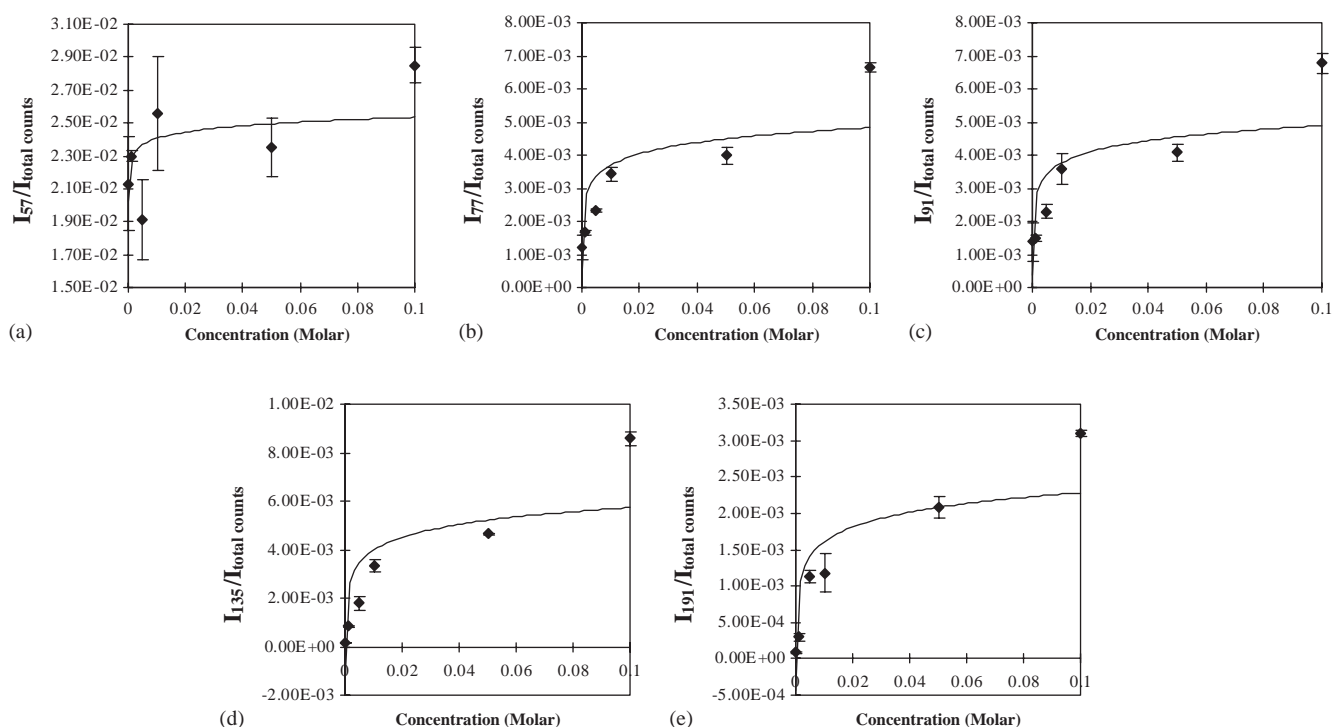 3.10E-02
2.90E-02
2.70E-02
2.50E-02
2.30E-02
2.10E-02
1.90E-02
1.70E-02
1.50E-02
I57/Itotal counts
0 0.02 0.04 0.06 0.08 0.1
Concentration (Molar)
(a)
8.00E-03
7.00E-03
6.00E-03
5.00E-03
4.00E-03
3.00E-03
2.00E-03
1.00E-03
0.00E+00
I77/Itotal counts
0 0.02 0.04 0.06 0.08 0.1
Concentration (Molar)
(b)
8.00E-03
7.00E-03
6.00E-03
5.00E-03
4.00E-03
3.00E-03
2.00E-03
1.00E-03
0.00E+00
I91/Itotal counts
0 0.02 0.04 0.06 0.08 0.1
Concentration (Molar)
(c)
1.00E-02
8.00E-03
6.00E-03
4.00E-03
2.00E-03
0.00E+00
-2.00E-03
I135/Itotal counts
0 0.02 0.04 0.06 0.08 0.1
Concentration (Molar)
(d)
3.50E-03
3.00E-03
2.50E-03
2.00E-03
1.50E-03
1.00E-03
5.00E-04
0.00E+00
-5.00E-04
I191/Itotal counts
0 0.02 0.04 0.06 0.08 0.1
Concentration (Molar)
(e)